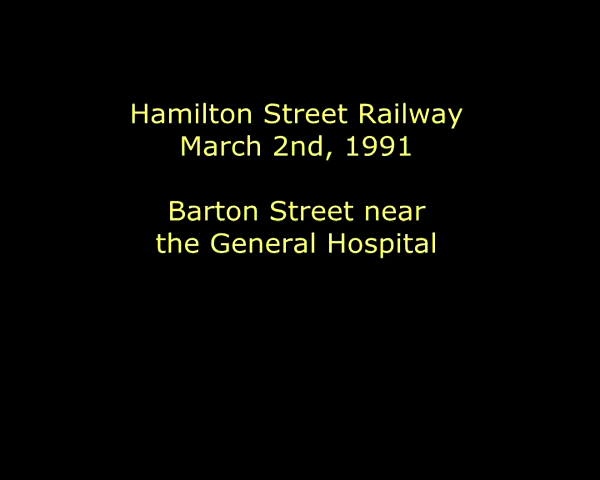 Hamilton Street Railway
March 2nd, 1991
Barton Street near
the General Hospital